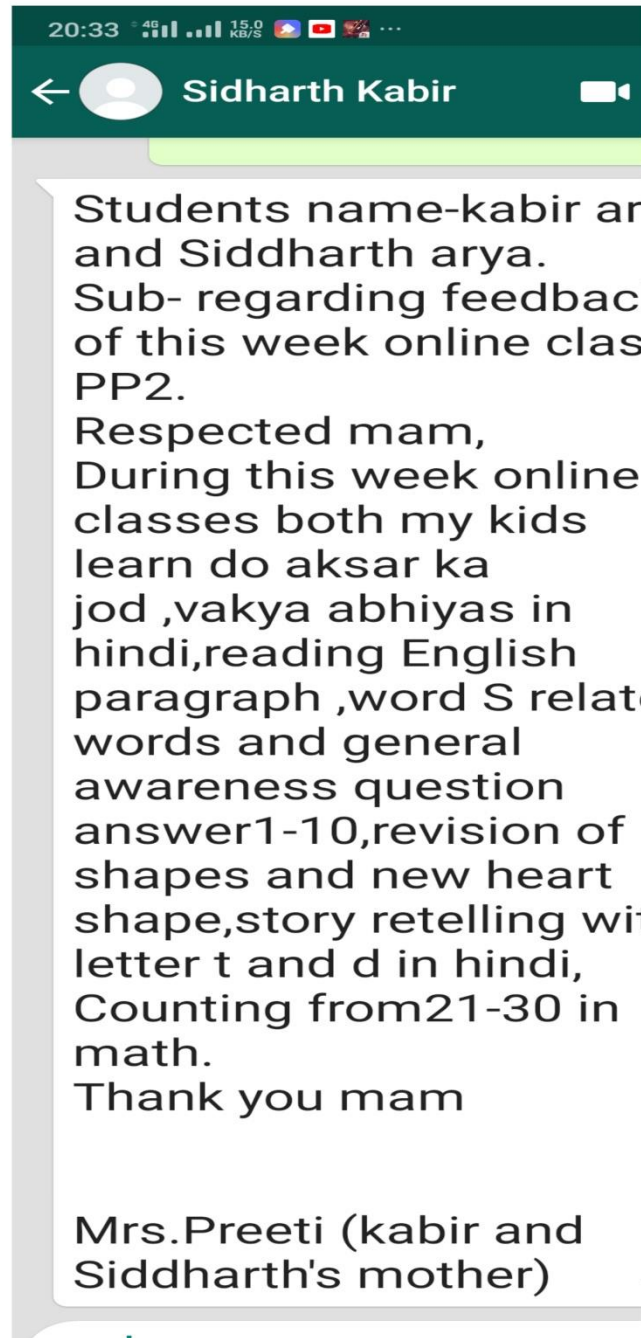 20:33 4G 15.0 KB/S
Sidharth Kabir
Students name-kabir
and Siddharth arya.
Sub- regarding feedbac
of this week online clas
PP2.
Respected mam,
During this week online
classes both my kids
learn do aksar ka
jod ,vakya abhiyas in
hindi,reading English
paragraph ,word S relat
words and general
awareness question
answer1-10,revision of
shapes and new heart
shape,story retelling
letter t and d in hindi,
Counting from21-30 in
math.
Thank you mam
Mrs.Preeti (kabir and
Siddharth's mother)